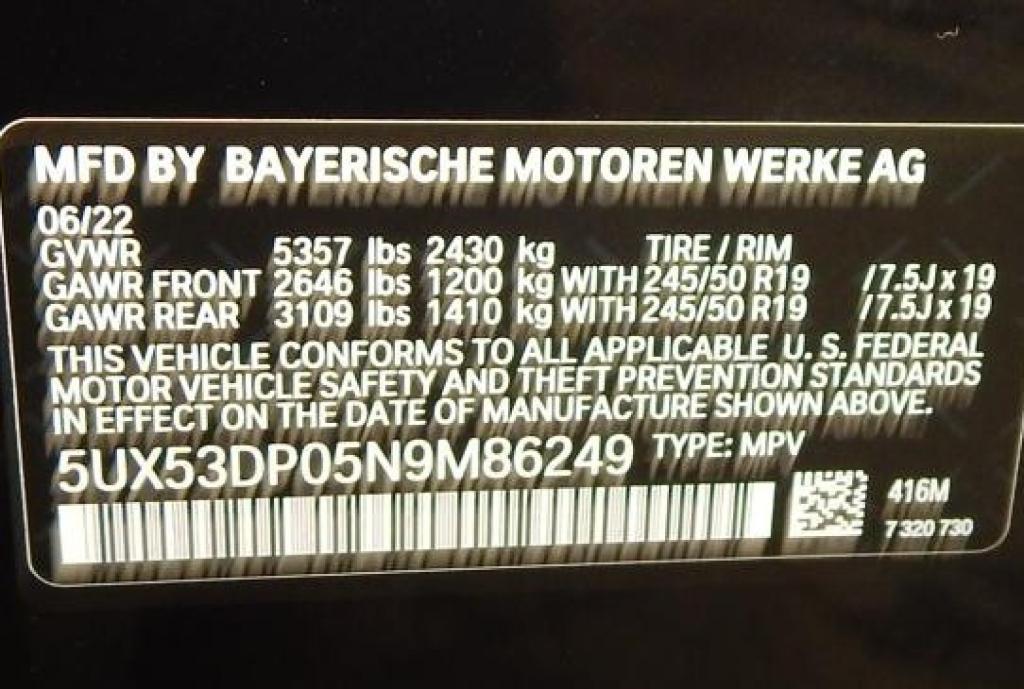 MFD BY BAYERISCHE MOTOREN WERKE AG
06/22
GVWR 5357 lbs 2430 kg TIRE / RIM
GAWR FRONT 2646 lbs 1200 kg WITH 245/50 R19 / 7.5J x 19
GAWR REAR 3109 lbs 1410 kg WITH 245/50 R19 / 7.5J x 19
THIS VEHICLE CONFORMS TO ALL APPLICABLE U. S. FEDERAL
MOTOR VEHICLE SAFETY AND THEFT PREVENTION STANDARDS
IN EFFECT ON THE DATE OF MANUFACTURE SHOWN ABOVE.
5UX53DP05N9M86249 TYPE: MPV
416M
7 320 730